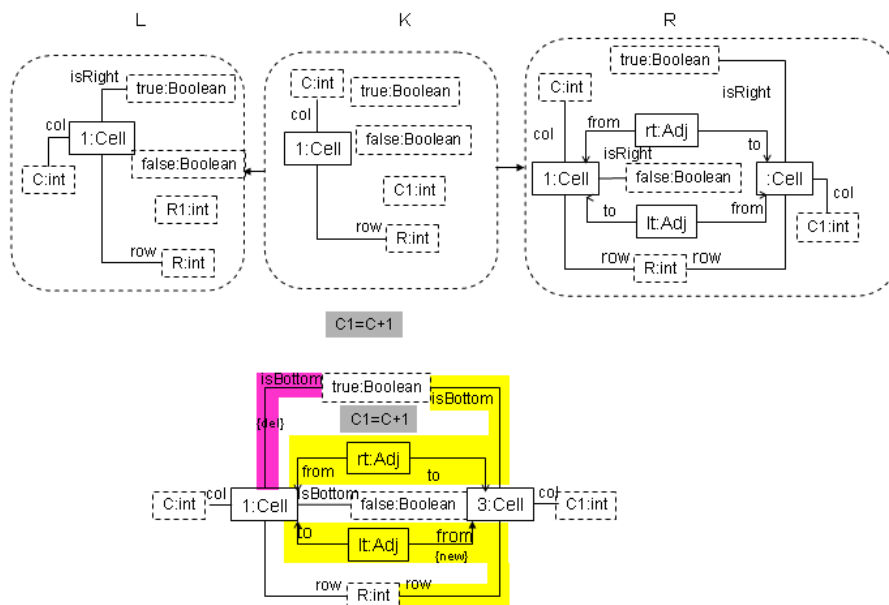 L K R
isRight true:Boolean
col
1:Cell
false:Boolean
C:int
R1:int
row
R:int
C:int
true:Boolean
col
false:Boolean
1:Cell
C1:int
row
R:int
true:Boolean
C:int
isRight
from rt:Adj
col
to
isRight
1:Cell false:Boolean :Cell
col
to lt:Adj from
C1:int
row R:int row
C1=C+1
isBottom true:Boolean isBottom
C1=C+1
{del}
rt:Adj
from to
C:int col 1:Cell isBottom false:Boolean 3:Cell col C1:int
to lt:Adj from
{new}
row R:int row